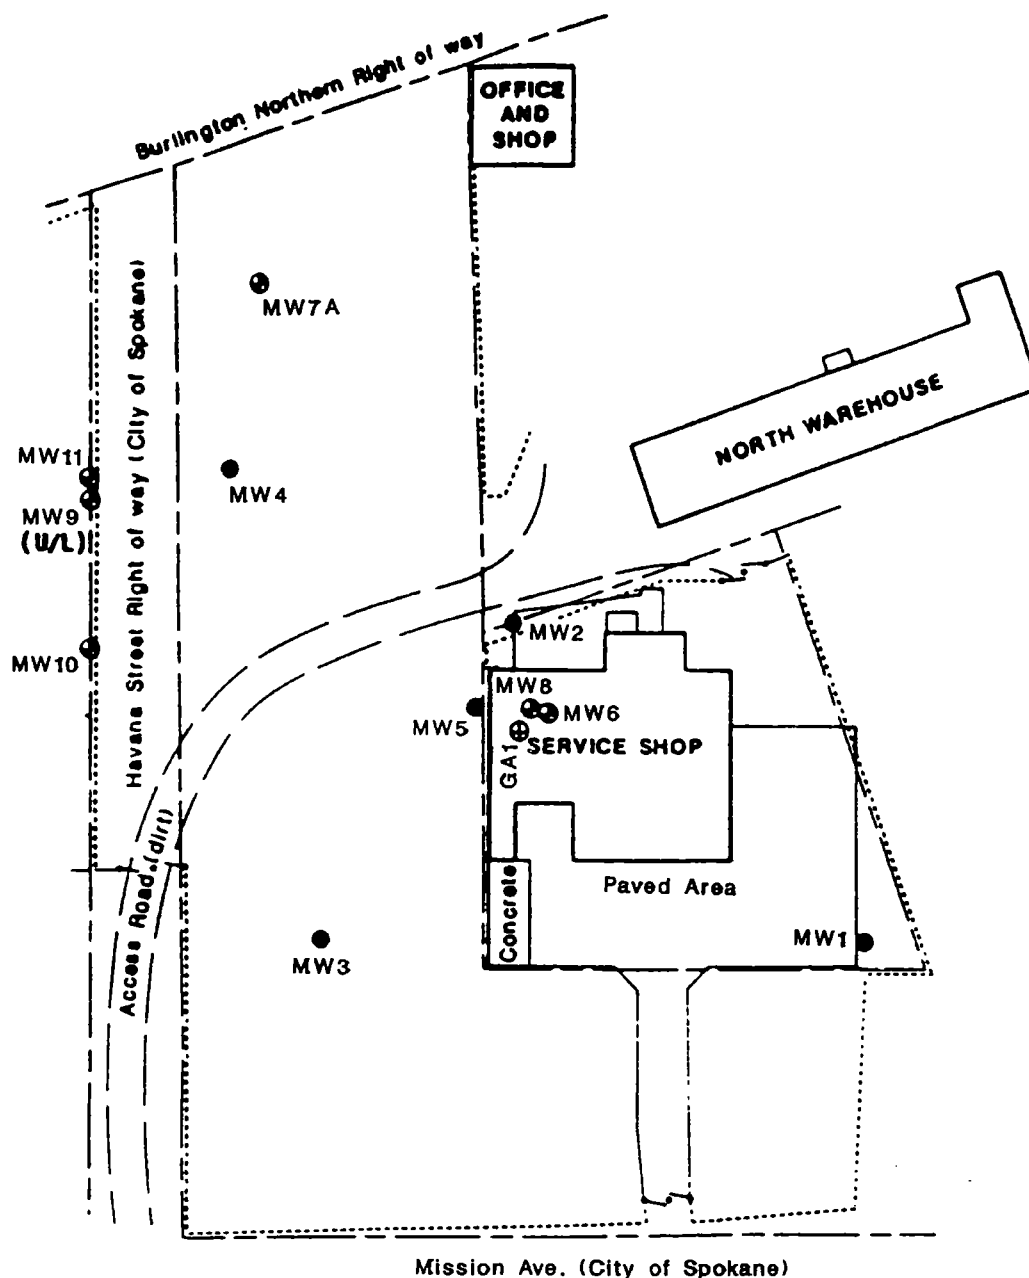 Burlington Northern Right of way
OFFICE
AND
SHOP
MW7A
Havana Street Right of way (City of Spokane)
NORTH WAREHOUSE
MW11
MW4
MW9
(U/L)
MW2
MW10
MW8
MW5
MW6
SERVICE SHOP
GA1
Access Road (dirt)
Concrete
Paved Area
MW1
MW3
Mission Ave. (City of Spokane)